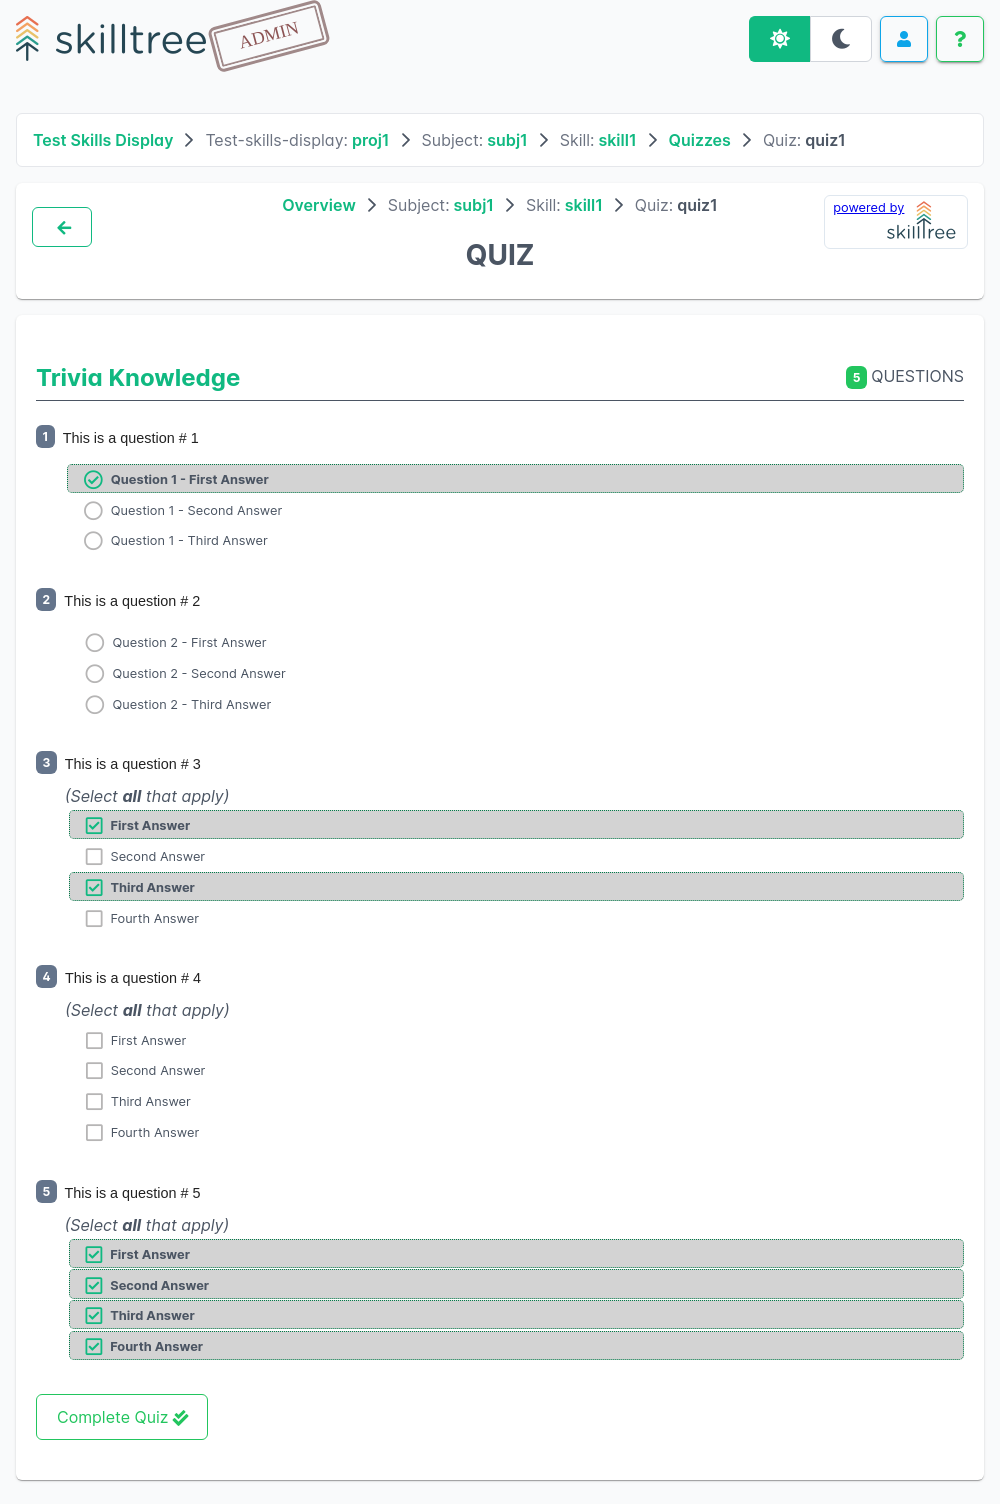 skilltree ADMIN
?
Test Skills Display > Test-skills-display: proj1 > Subject: subj1 > Skill: skill1 > Quizzes > Quiz: quiz1
Overview > Subject: subj1 > Skill: skill1 > Quiz: quiz1
powered by
skilltree
QUIZ
Trivia Knowledge
5 QUESTIONS
1 This is a question # 1
Question 1 - First Answer
Question 1 - Second Answer
Question 1 - Third Answer
2 This is a question # 2
Question 2 - First Answer
Question 2 - Second Answer
Question 2 - Third Answer
3 This is a question # 3
(Select all that apply)
First Answer
Second Answer
Third Answer
Fourth Answer
4 This is a question # 4
(Select all that apply)
First Answer
Second Answer
Third Answer
Fourth Answer
5 This is a question # 5
(Select all that apply)
First Answer
Second Answer
Third Answer
Fourth Answer
Complete Quiz